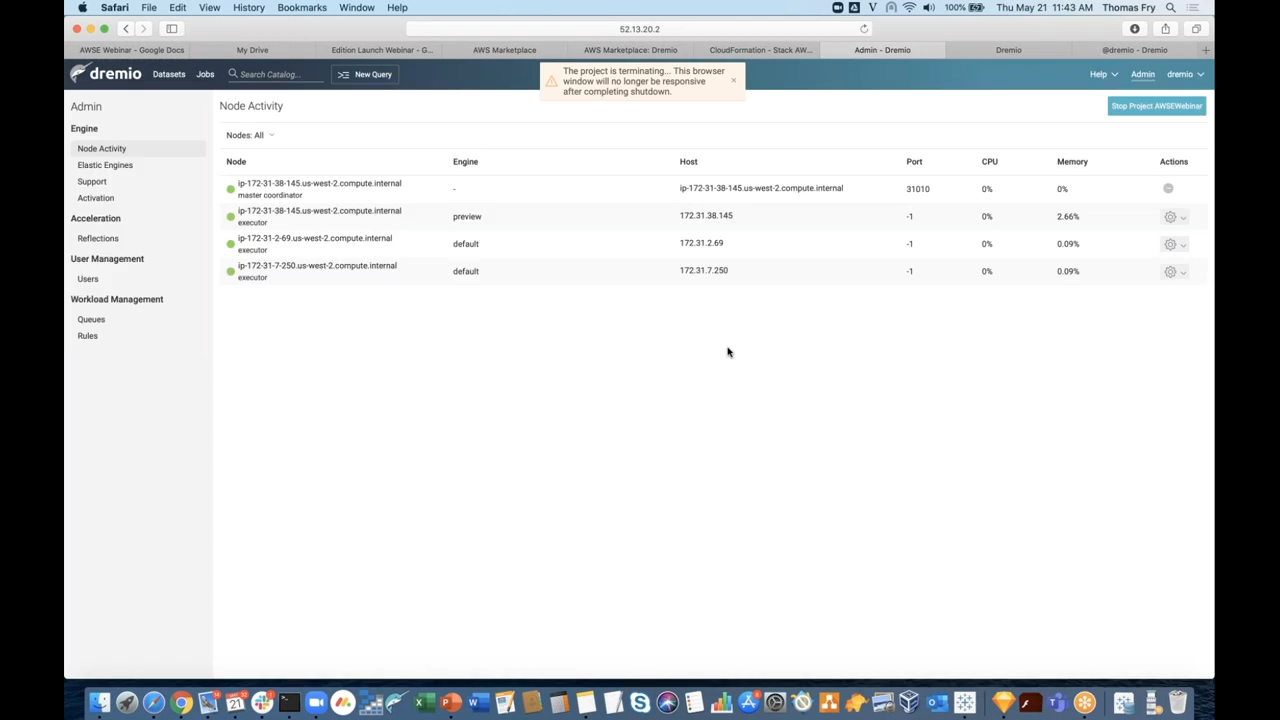 Safari File Edit View History Bookmarks Window Help
100% Thu May 21 11:43 AM Thomas Fry
52.13.20.2
AWSE Webinar - Google Docs
My Drive
Edition Launch Webinar - G...
AWS Marketplace
AWS Marketplace: Dremio
CloudFormation - Stack AW...
Admin - Dremio
Dremio
@dremio - Dremio
dremio
Datasets
Jobs
Search Catalog...
New Query
The project is terminating... This browser
window will no longer be responsive
after completing shutdown.
Help
Admin
dremio
Admin
Engine
Node Activity
Elastic Engines
Support
Activation
Acceleration
Reflections
User Management
Users
Workload Management
Queues
Rules
Node Activity
Stop Project AWSEWebinar
Nodes: All
Node Engine Host Port CPU Memory Actions
ip-172-31-38-145.us-west-2.compute.internal - ip-172-31-38-145.us-west-2.compute.internal 31010 0% 0%
master coordinator
ip-172-31-38-145.us-west-2.compute.internal preview 172.31.38.145 -1 0% 2.66%
executor
ip-172-31-2-69.us-west-2.compute.internal default 172.31.2.69 -1 0% 0.09%
executor
ip-172-31-7-250.us-west-2.compute.internal default 172.31.7.250 -1 0% 0.09%
executor